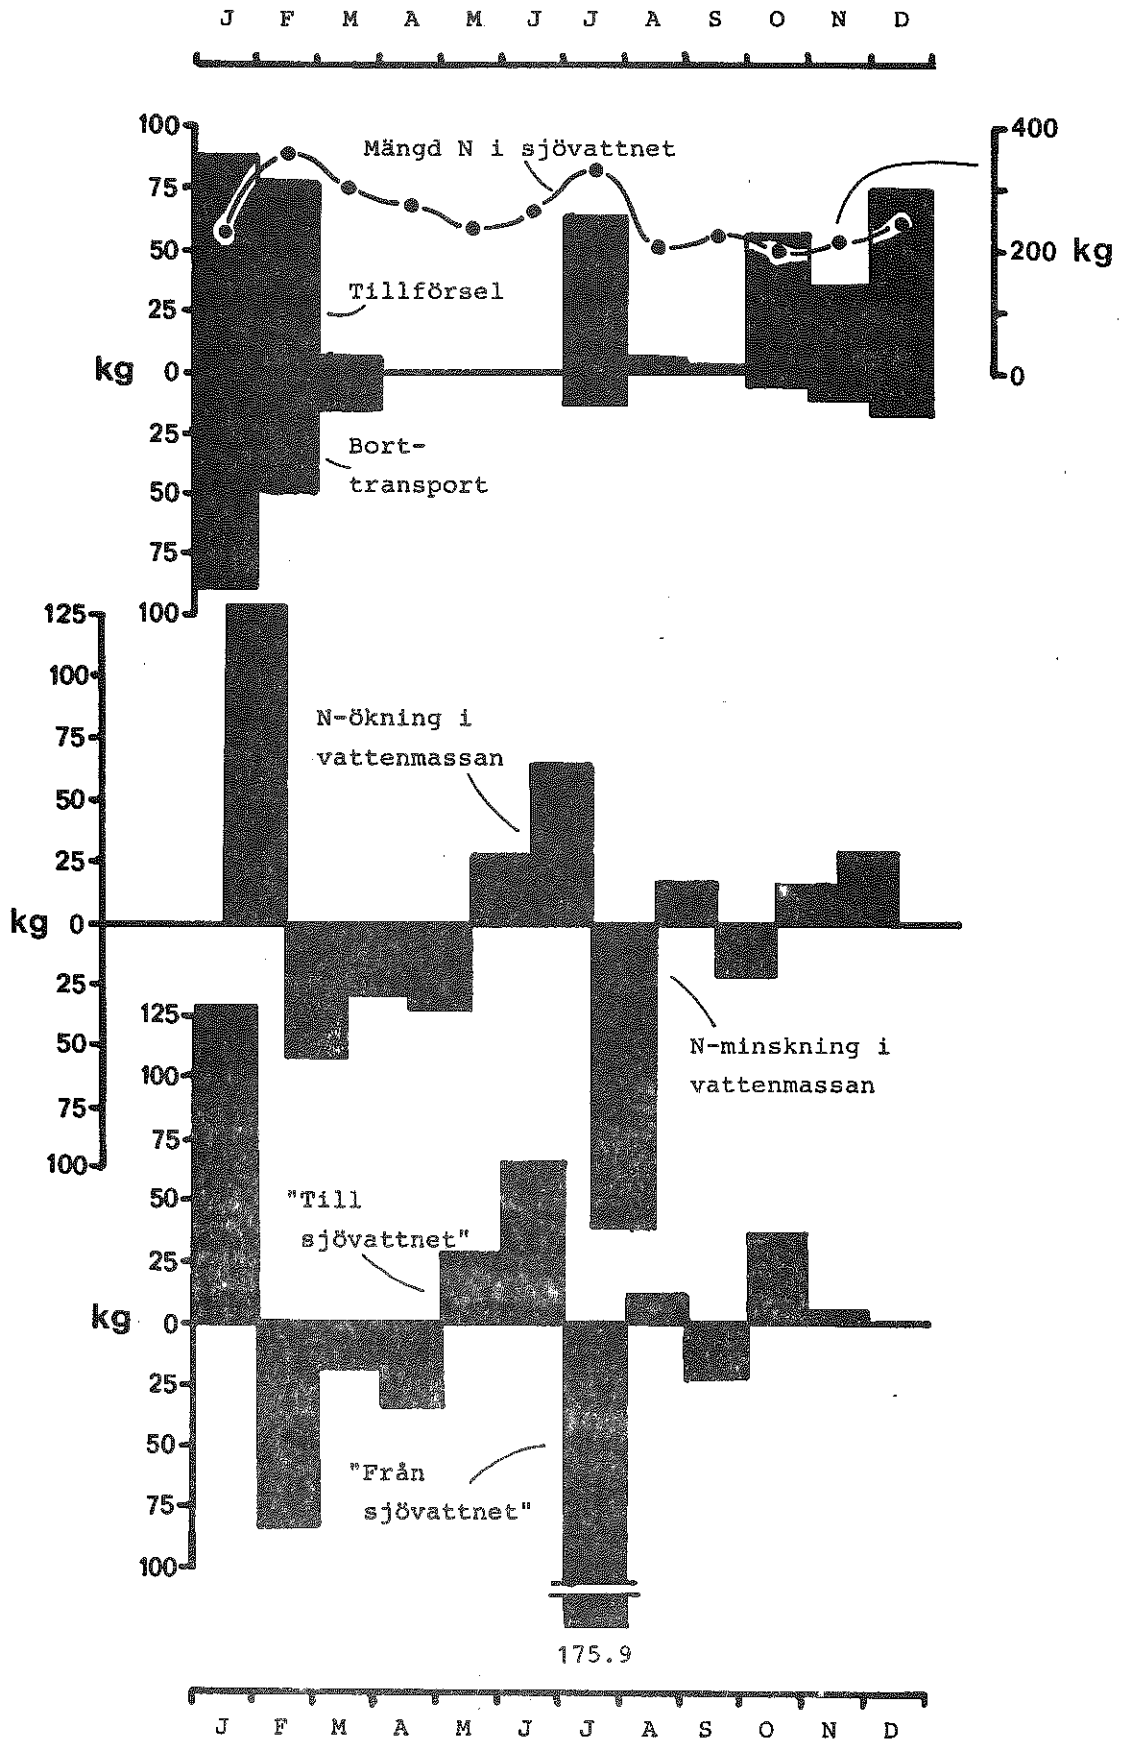 J F M A M J J A S O N D
100
75
50
25
kg 0
25
50
75
100
Mängd N i sjövattnet
400
200 kg
0
Tillförsel
Bort-
transport
125
100
75
50
25
kg 0
25
50
75
100
N-ökning i
vattenmassan
N-minskning i
vattenmassan
125
100
75
50
25
kg 0
25
50
75
100
"Till
sjövattnet"
"Från
sjövattnet"
175.9
J F M A M J J A S O N D